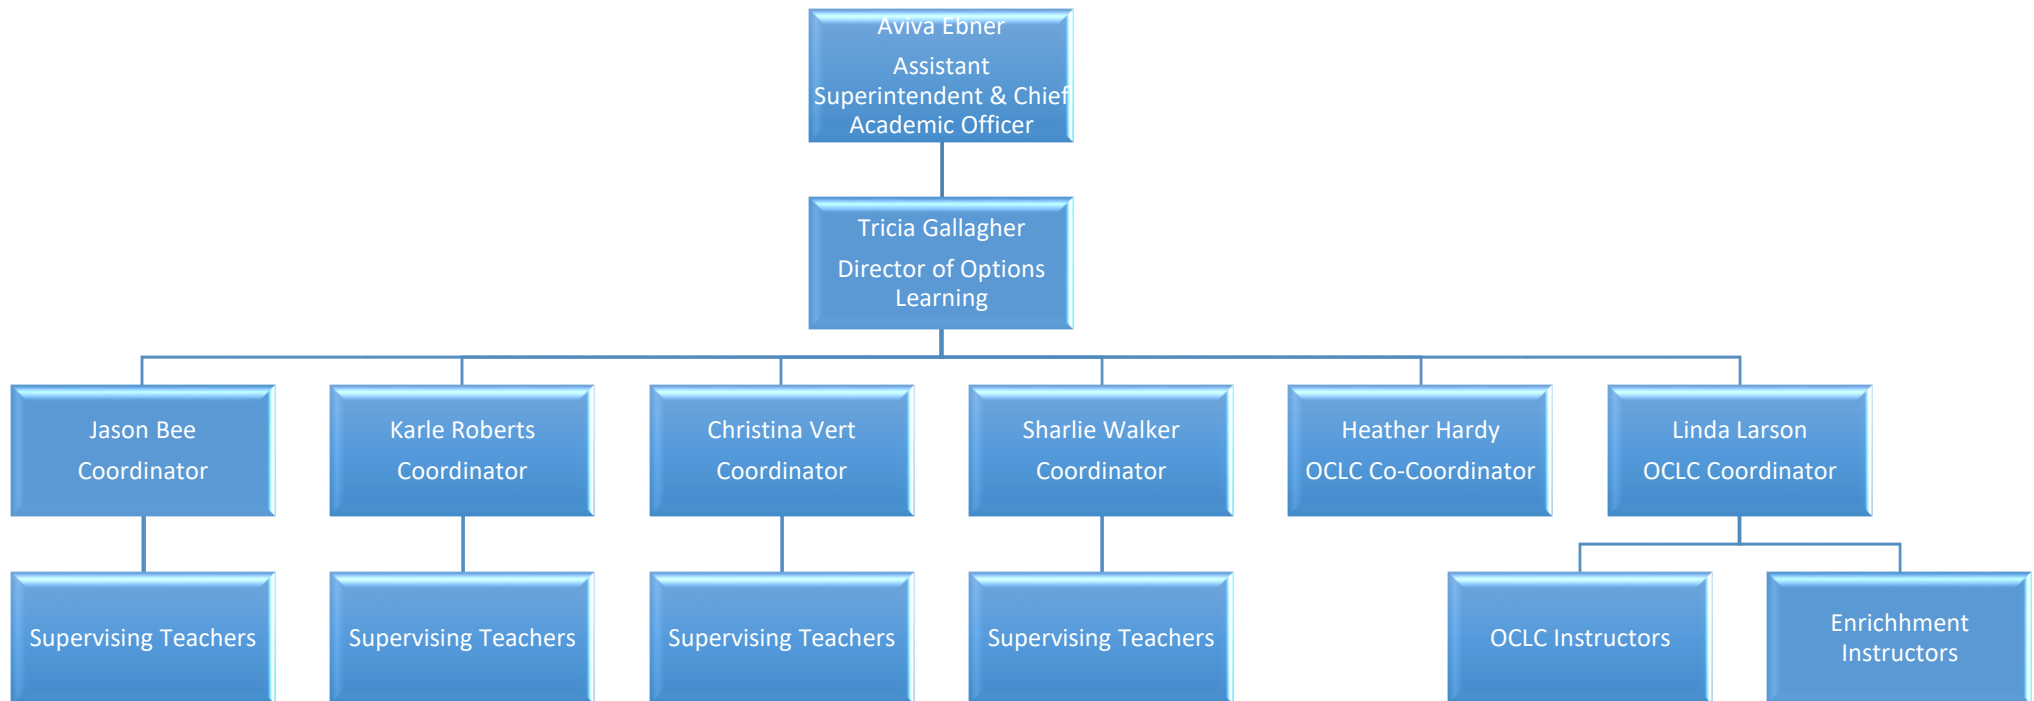 Aviva Ebner
Assistant
Superintendent & Chief
Academic Officer
Tricia Gallagher
Director of Options
Learning
Jason Bee
Coordinator
Karle Roberts
Coordinator
Christina Vert
Coordinator
Sharlie Walker
Coordinator
Heather Hardy
OCLC Co-Coordinator
Linda Larson
OCLC Coordinator
Supervising Teachers
Supervising Teachers
Supervising Teachers
Supervising Teachers
OCLC Instructors
Enrichhment
Instructors